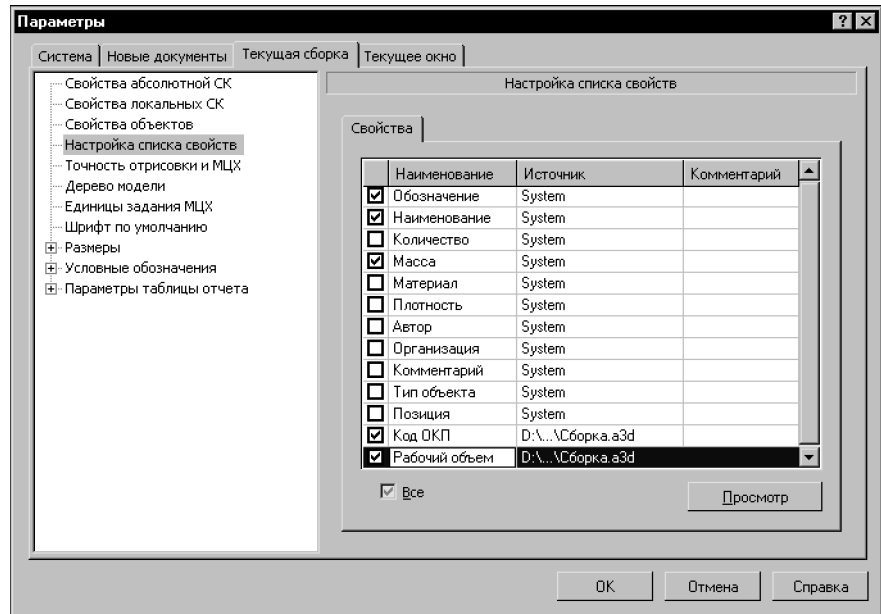 Параметры
Система Новые документы Текущая сборка Текущее окно
Свойства абсолютной СК
Свойства локальных СК
Свойства объектов
Настройка списка свойств
Точность отрисовки и МЦХ
Дерево модели
Единицы задания МЦХ
Шрифт по умолчанию
Размеры
Условные обозначения
Параметры таблицы отчета
Настройка списка свойств
Свойства
Наименование Источник Комментарий
Обозначение System
Наименование System
Количество System
Масса System
Материал System
Плотность System
Автор System
Организация System
Комментарий System
Тип объекта System
Позиция System
Код ОКП D:\...\Сборка.a3d
Рабочий объем D:\...\Сборка.a3d
Все
Просмотр
OK Отмена Справка